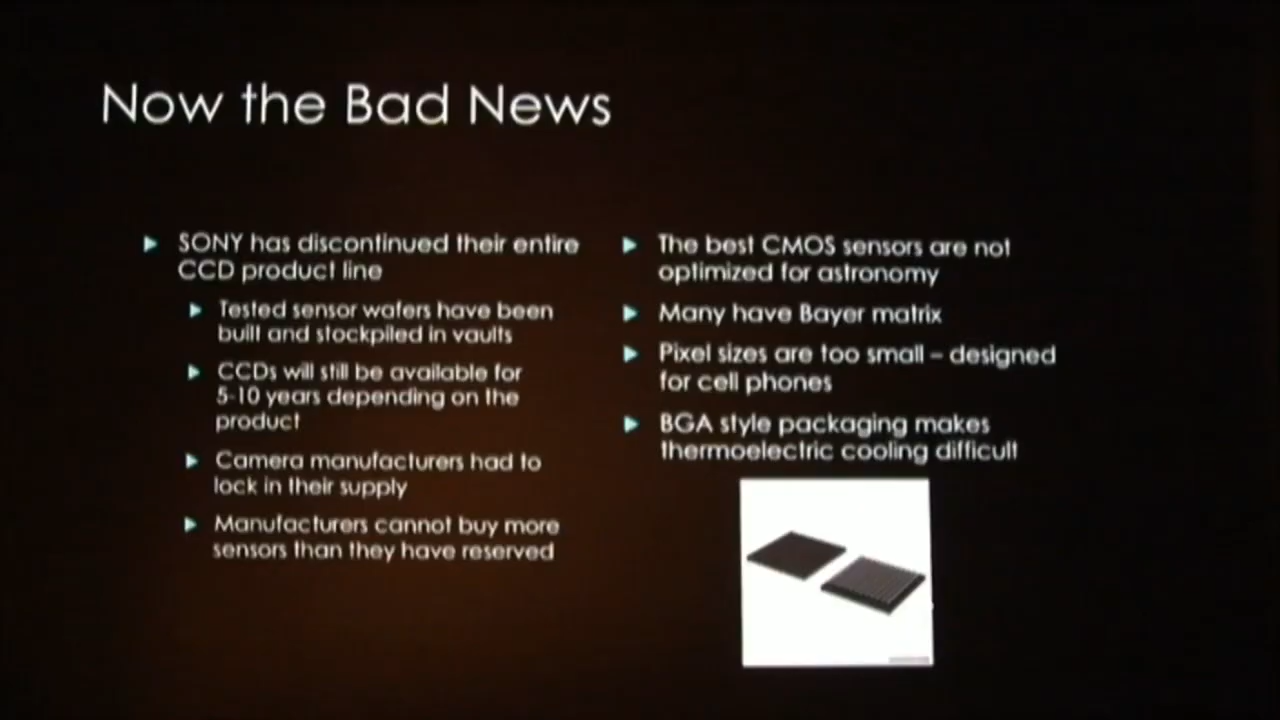 Now the Bad News
SONY has discontinued their entire
CCD product line
Tested sensor wafers have been
built and stockpiled in vaults
CCDs will still be available for
5-10 years depending on the
product
Camera manufacturers had to
lock in their supply
Manufacturers cannot buy more
sensors than they have reserved
The best CMOS sensors are not
optimized for astronomy
Many have Bayer matrix
Pixel sizes are too small – designed
for cell phones
BGA style packaging makes
thermoelectric cooling difficult